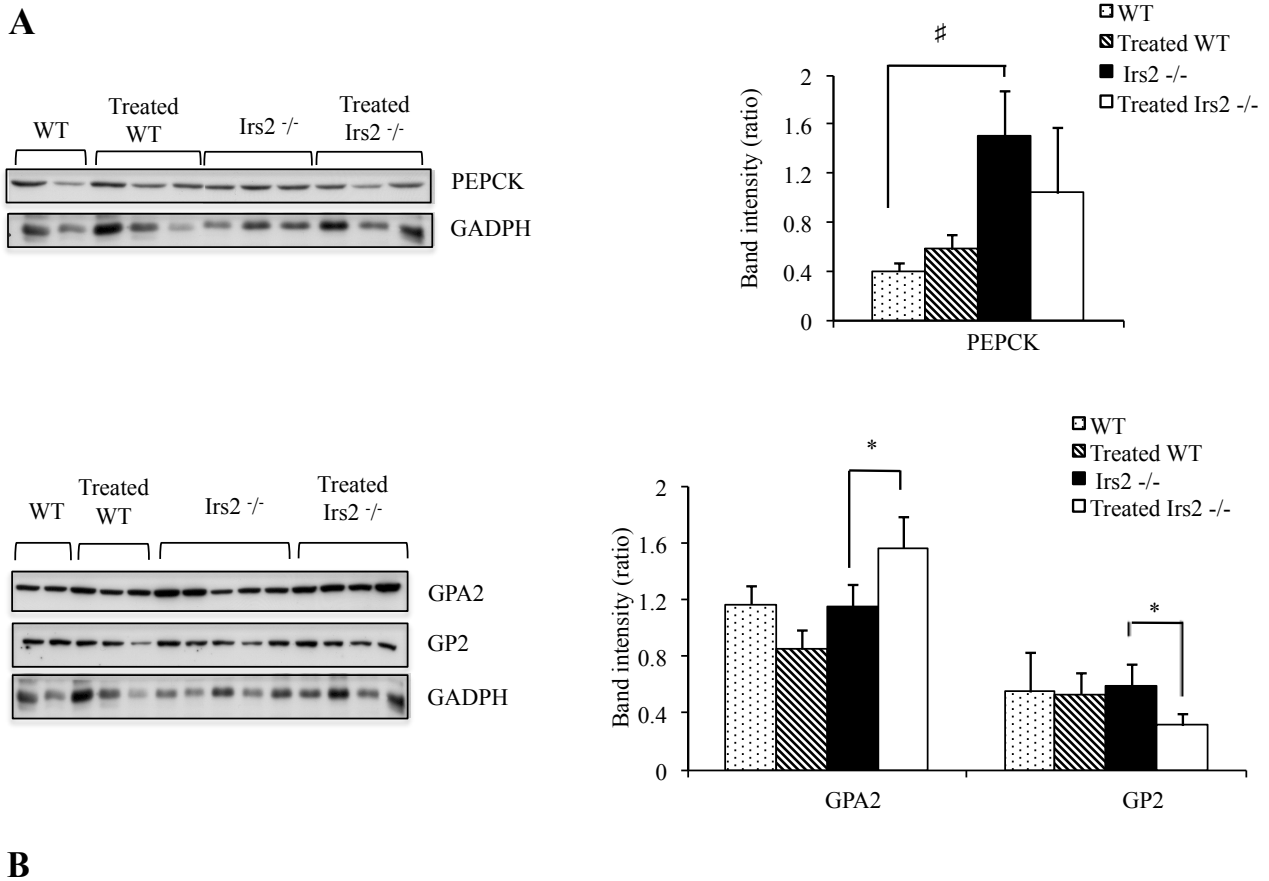 A
WT
Treated WT
Irs2 -/-
Treated Irs2 -/-
PEPCK
GADPH
♯
WT
Treated WT
Irs2 -/-
Treated Irs2 -/-
Band intensity (ratio)
2
1.6
1.2
0.8
0.4
0
PEPCK
WT
Treated WT
Irs2 -/-
Treated Irs2 -/-
GPA2
GP2
GADPH
WT
Treated WT
Irs2 -/-
Treated Irs2 -/-
*
*
Band intensity (ratio)
2
1.6
1.2
0.8
0.4
0
GPA2
GP2
B